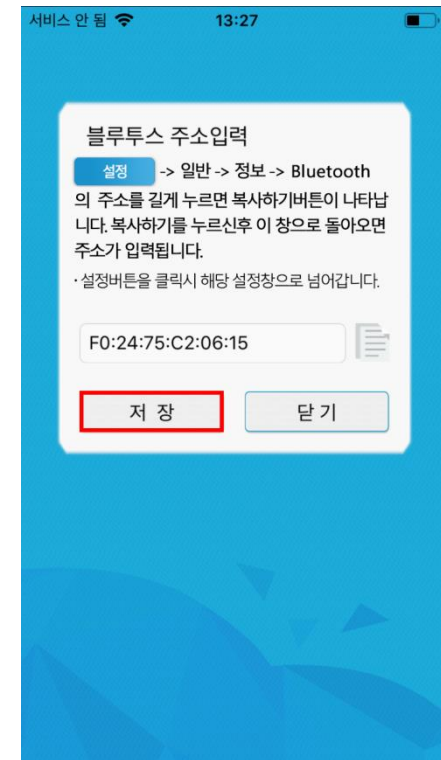 서비스 안 됨 13:27
블루투스 주소입력
설정 -> 일반 -> 정보 -> Bluetooth
의 주소를 길게 누르면 복사하기버튼이 나타납
니다. 복사하기를 누르신후 이 창으로 돌아오면
주소가 입력됩니다.
· 설정버튼을 클릭시 해당 설정창으로 넘어갑니다.
F0:24:75:C2:06:15
저 장 닫 기